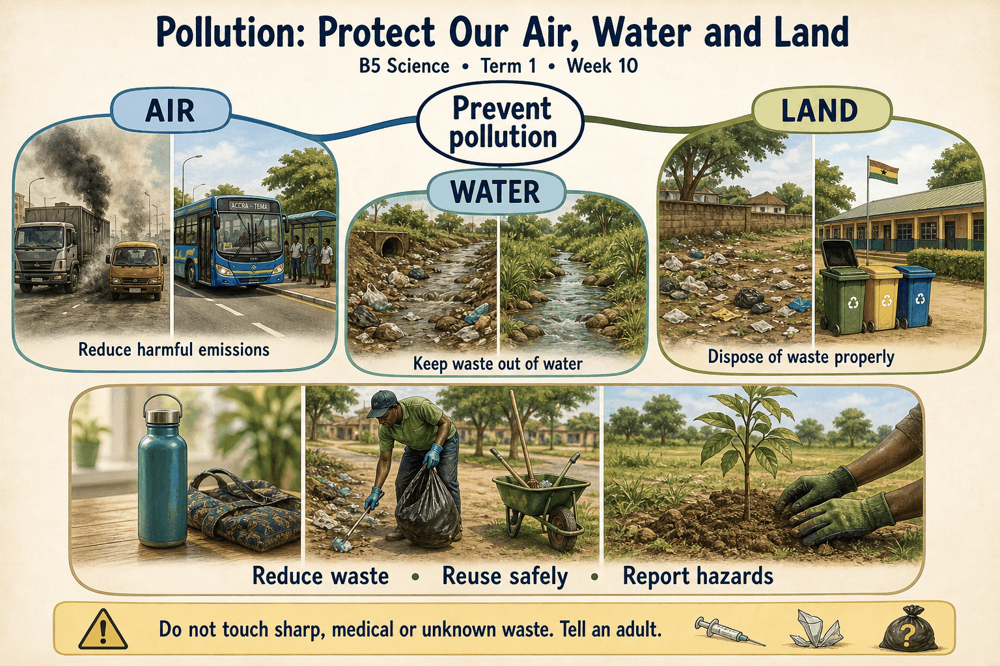 Pollution: Protect Our Air, Water and Land
B5 Science • Term 1 • Week 10
AIR
Prevent
pollution
LAND
WATER
ACCRA - TEMA
Reduce harmful emissions
Keep waste out of water
Dispose of waste properly
Reduce waste • Reuse safely • Report hazards
Do not touch sharp, medical or unknown waste. Tell an adult.
?